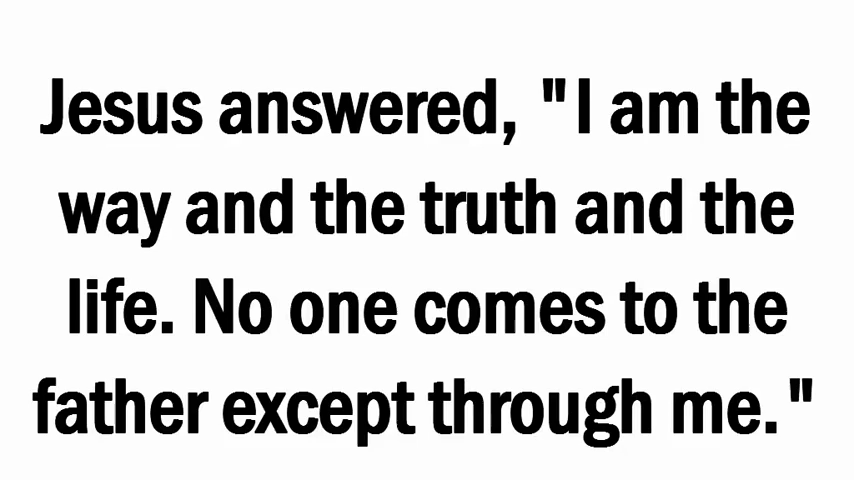 Jesus answered, "I am the
way and the truth and the
life. No one comes to the
father except through me."